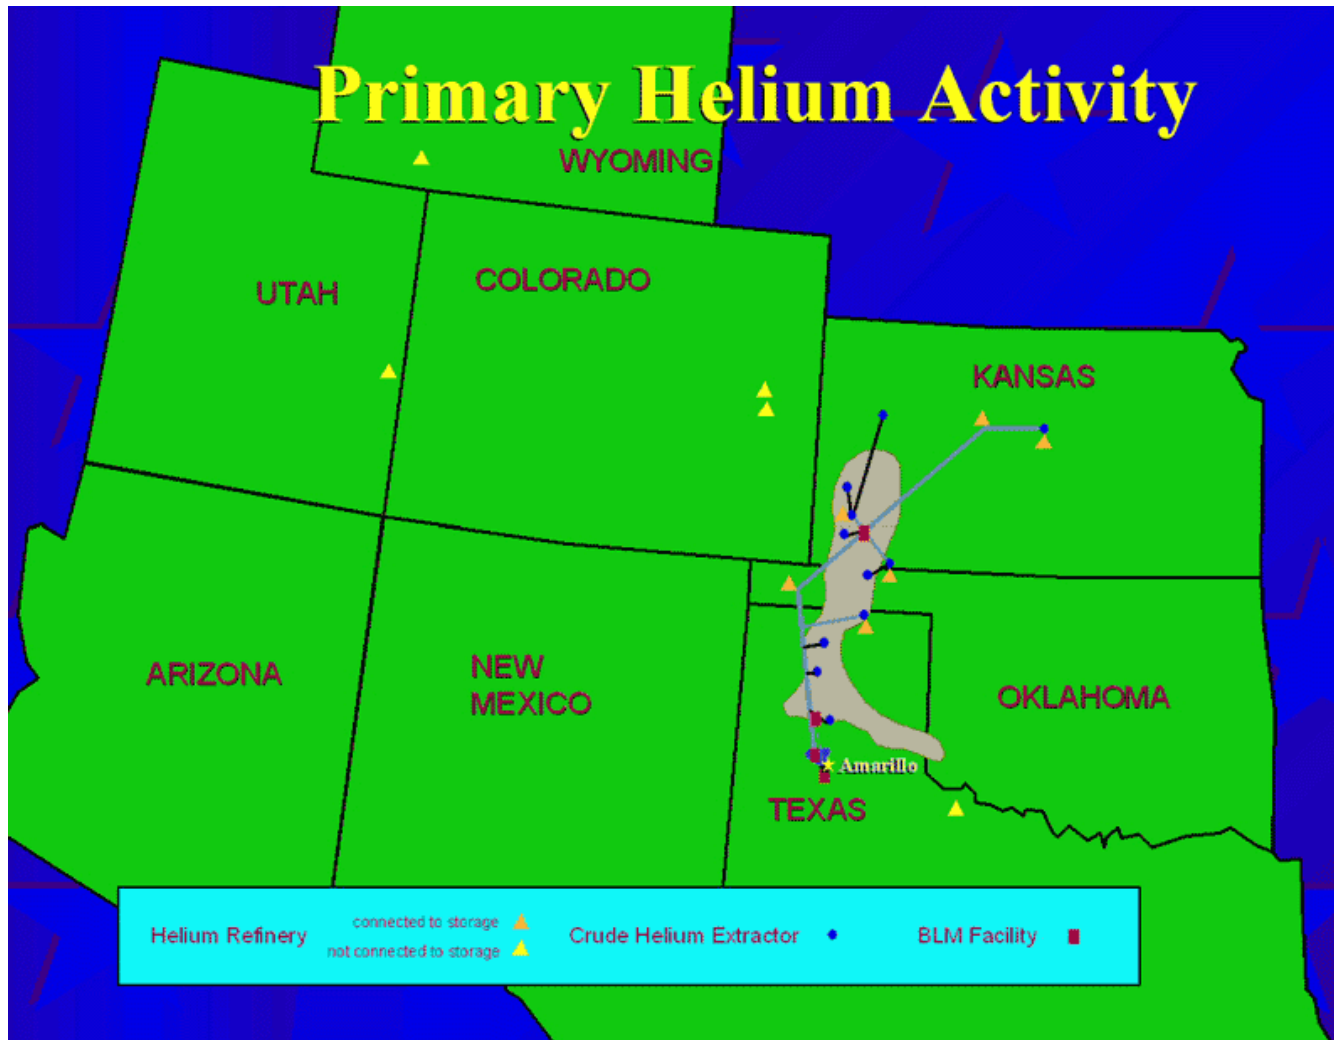 Primary Helium Activity
WYOMING
COLORADO
UTAH
KANSAS
NEW
MEXICO
ARIZONA
OKLAHOMA
Amarillo
TEXAS
connected to storage
Helium Refinery
Crude Helium Extractor
BLM Facility
not connected to storage